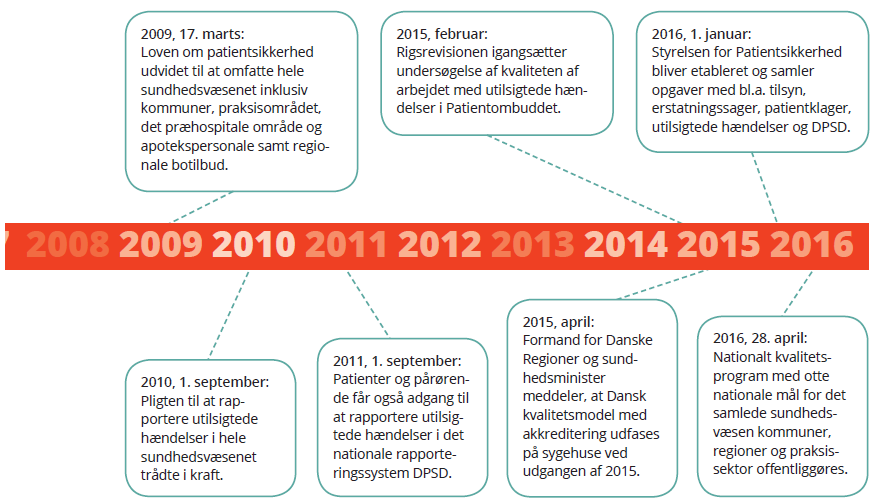 2009, 17. marts:
Loven om patientsikkerhed
udvidet til at omfatte hele
sundhedsvæsenet inklusiv
kommuner, praksisområdet,
det præhospitale område og
apotekspersonale samt regio-
nale botilbud.
2015, februar:
Rigsrevisionen igangsætter
undersøgelse af kvaliteten af
arbejdet med utilsigtede hæn-
delser i Patientombuddet.
2016, 1. januar:
Styrelsen for Patientsikkerhed
bliver etableret og samler
opgaver med bl.a. tilsyn,
erstatningssager, patientklager,
utilsigtede hændelser og DPSD.
2008 2009 2010 2011 2012 2013 2014 2015 2016
2010, 1. september:
Pligten til at rap-
portere utilsigtede
hændelser i hele
sundhedsvæsenet
trådte i kraft.
2011, 1. september:
Patienter og pårøren-
de får også adgang til
at rapportere utilsig-
tede hændelser i det
nationale rapporte-
ringssystem DPSD.
2015, april:
Formand for Danske
Regioner og sund-
hedsminister
meddeler, at Dansk
kvalitetsmodel med
akkreditering udfases
på sygehuse ved
udgangen af 2015.
2016, 28. april:
Nationalt kvalitets-
program med otte
nationale mål for det
samlede sundheds-
væsen kommuner,
regioner og praksis-
sektor offentliggøres.